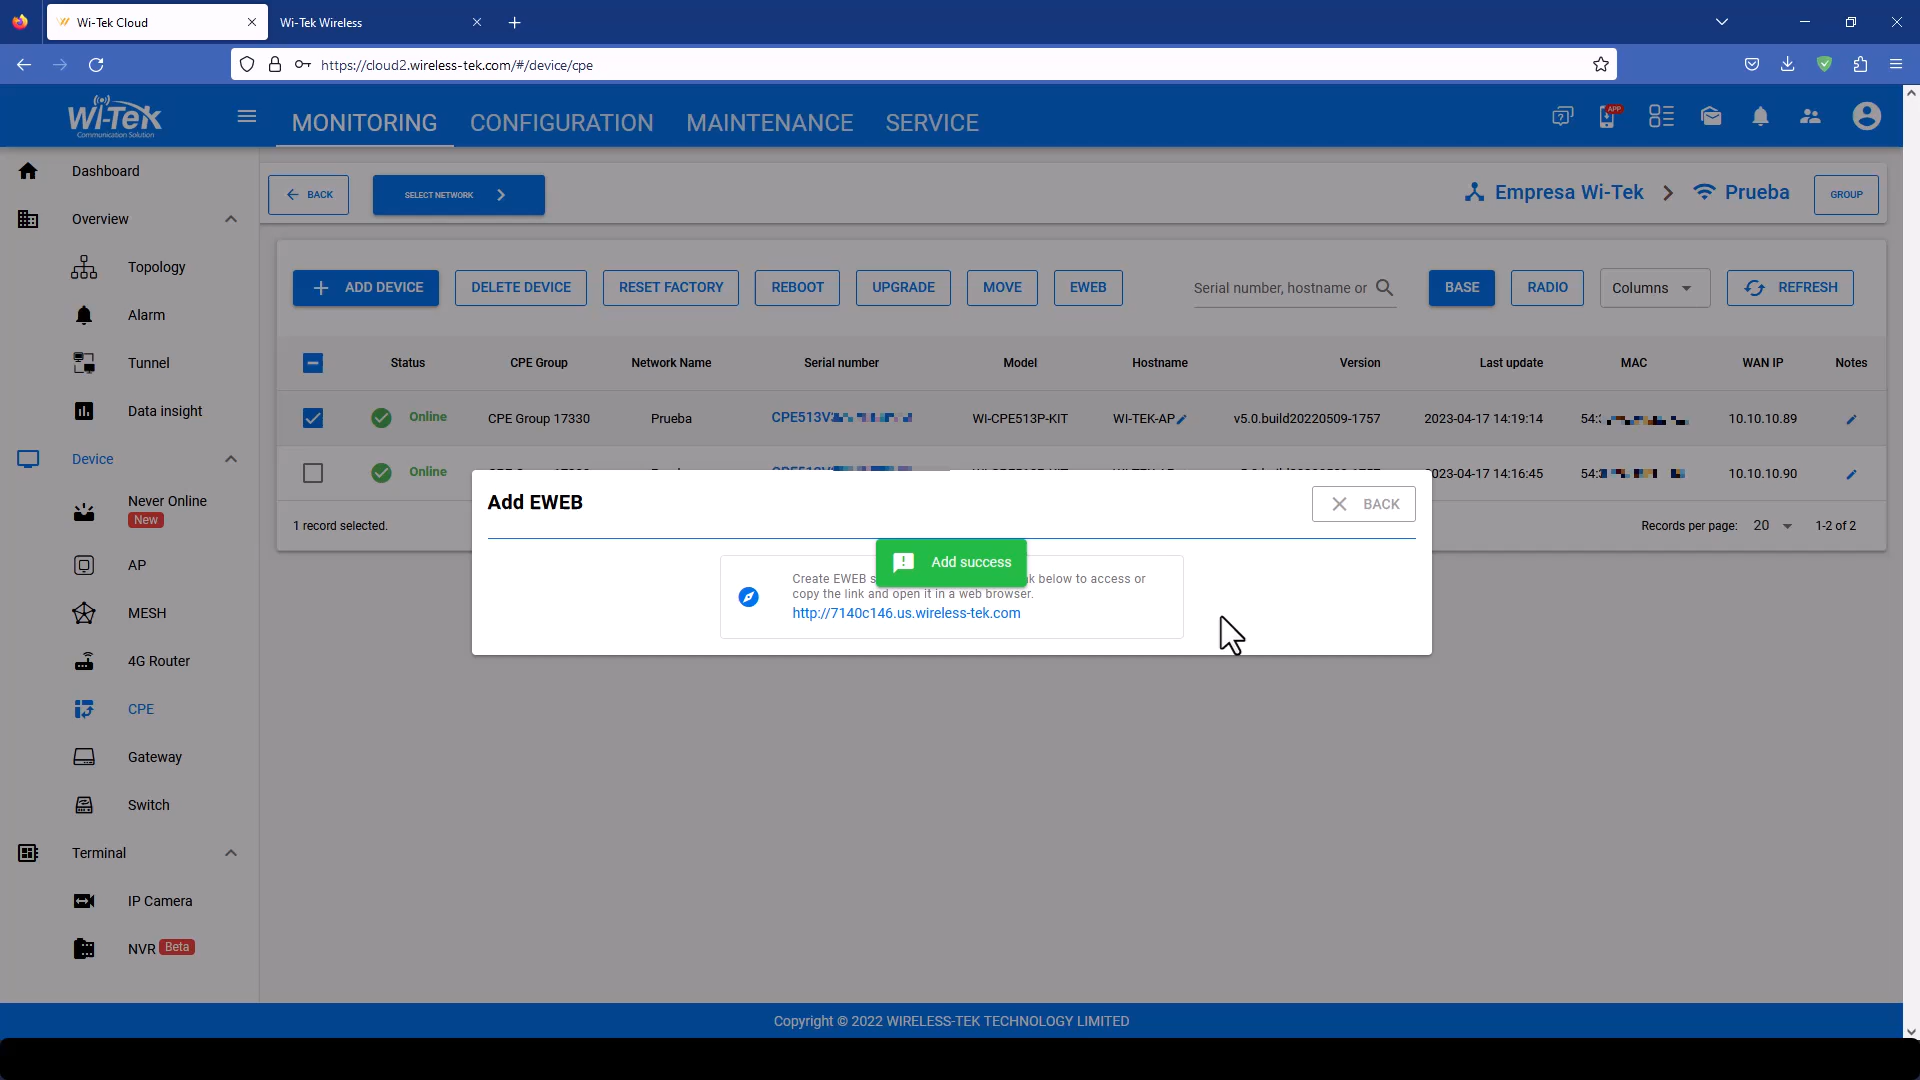 Wi-Tek Cloud
Wi-Tek Wireless
https://cloud2.wireless-tek.com/#/device/cpe
Wi-Tek
Communication Solution
MONITORING
CONFIGURATION
MAINTENANCE
SERVICE
APP
Dashboard
Overview
Topology
Alarm
Tunnel
Data insight
Device
Never Online
New
AP
MESH
4G Router
CPE
Gateway
Switch
Terminal
IP Camera
NVR Beta
BACK
SELECT NETWORK
Empresa Wi-Tek
Prueba
GROUP
ADD DEVICE
DELETE DEVICE
RESET FACTORY
REBOOT
UPGRADE
MOVE
EWEB
Serial number, hostname or
BASE
RADIO
Columns
REFRESH
Status CPE Group Network Name Serial number Model Hostname Version Last update MAC WAN IP Notes
Online CPE Group 17330 Prueba CPE513V WI-CPE513P-KIT WI-TEK-AP v5.0.build20220509-1757 2023-04-17 14:19:14 54: 10.10.10.89
Online 2023-04-17 14:16:45 54: 10.10.10.90
1 record selected.
Records per page: 20 1-2 of 2
Add EWEB
BACK
Add success
Create EWEB s k below to access or
copy the link and open it in a web browser.
http://7140c146.us.wireless-tek.com
Copyright © 2022 WIRELESS-TEK TECHNOLOGY LIMITED